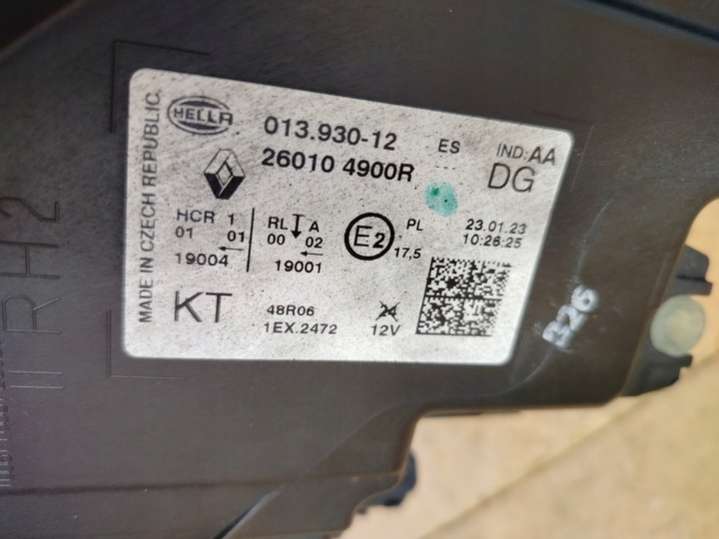 HELLA
013.930-12
ES
IND:AA
26010 4900R
DG
MADE IN CZECH REPUBLIC.
HCR 1
RL A
01 01
00 02
19004
19001
E2
PL
17,5
23.01.23
10:26:25
KT
48R06
1EX.2472
24
12V
RH2
B26